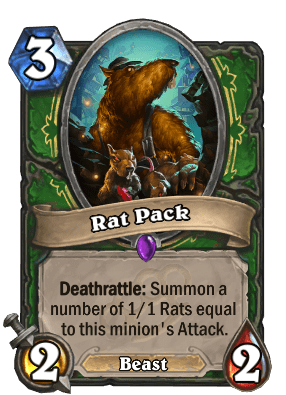 3
Rat Pack
Deathrattle: Summon a
number of 1/1 Rats equal
to this minion's Attack.
2
Beast
2